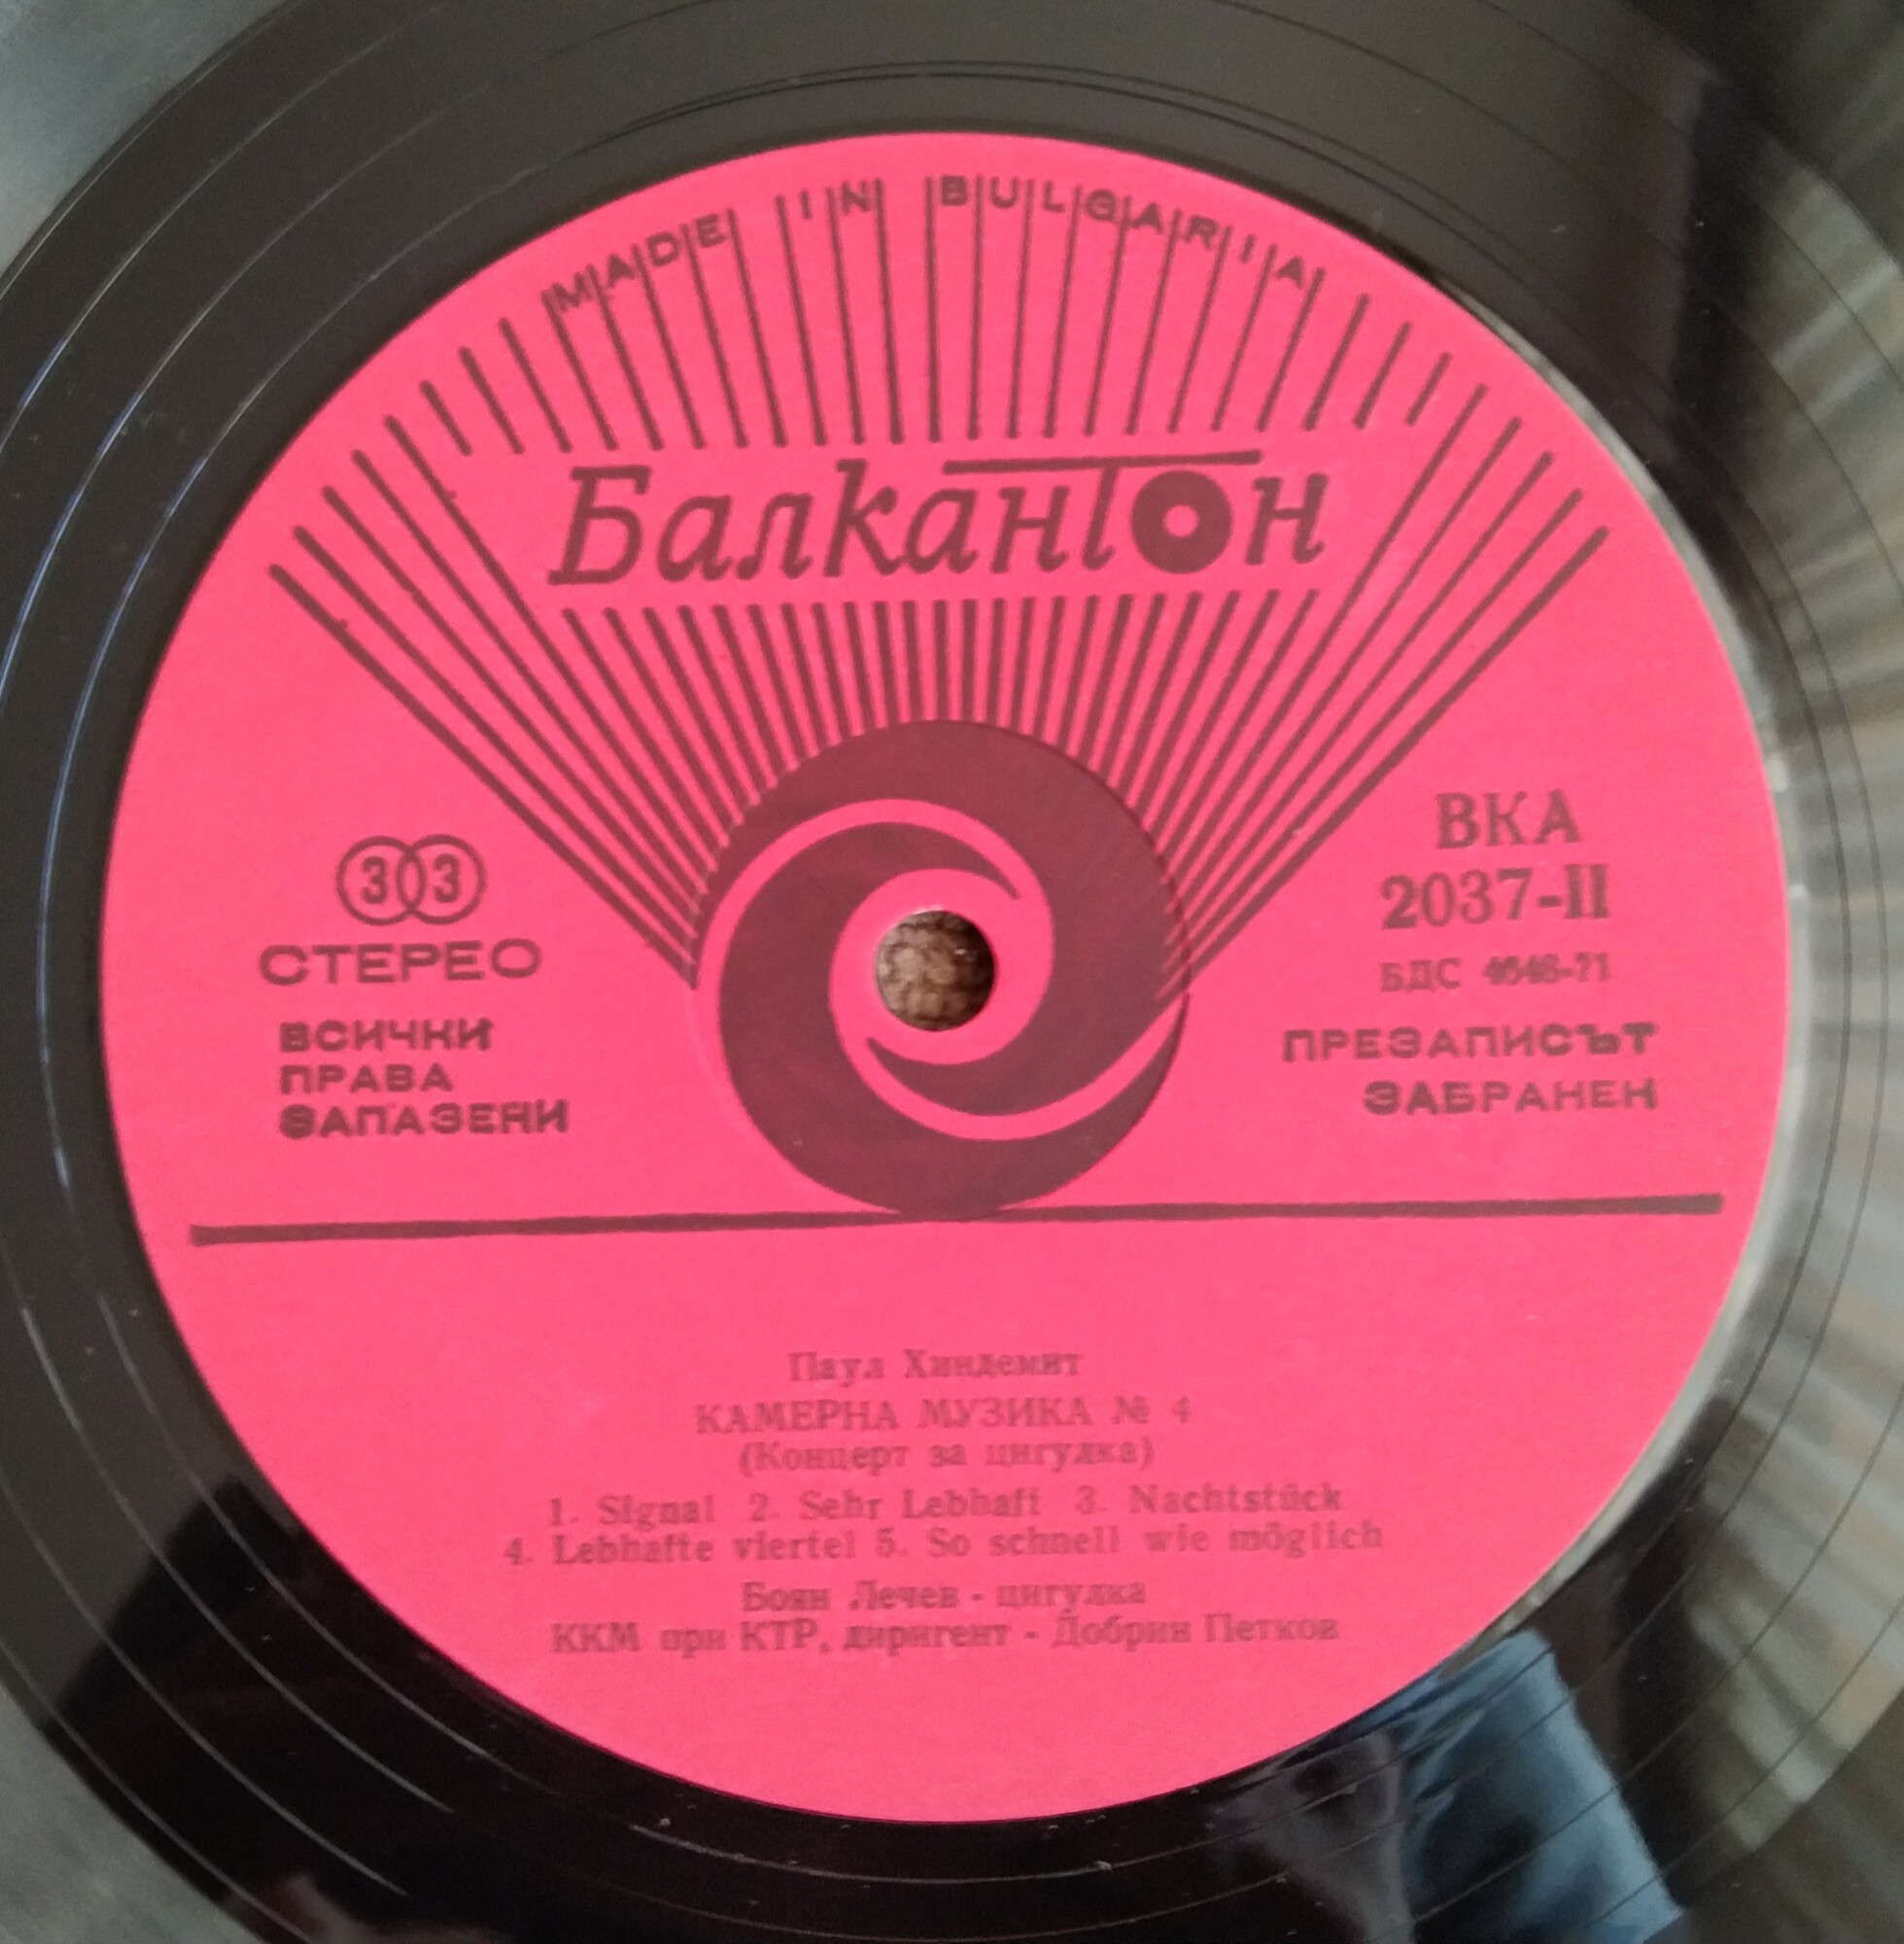 MADE IN BULGARIA
Балкантон
33
СТЕРЕО
ВСИЧКИ
ПРАВА
ЗАПАЗЕНИ
ВКА
2037-II
БДС
ПРЕЗАПИСЪТ
ЗАБРАНЕН
Паул Хиндемит
КАМЕРНА МУЗИКА № 4
(Концерт за цигулка)
1. Signal 2. Sehr Lebhaft 3. Nachtstück
4. Lebhafte viertel 5. So schnell wie möglich
Боян Лечев - цигулка
ККМ при КТР, диригент - Добрин Петков